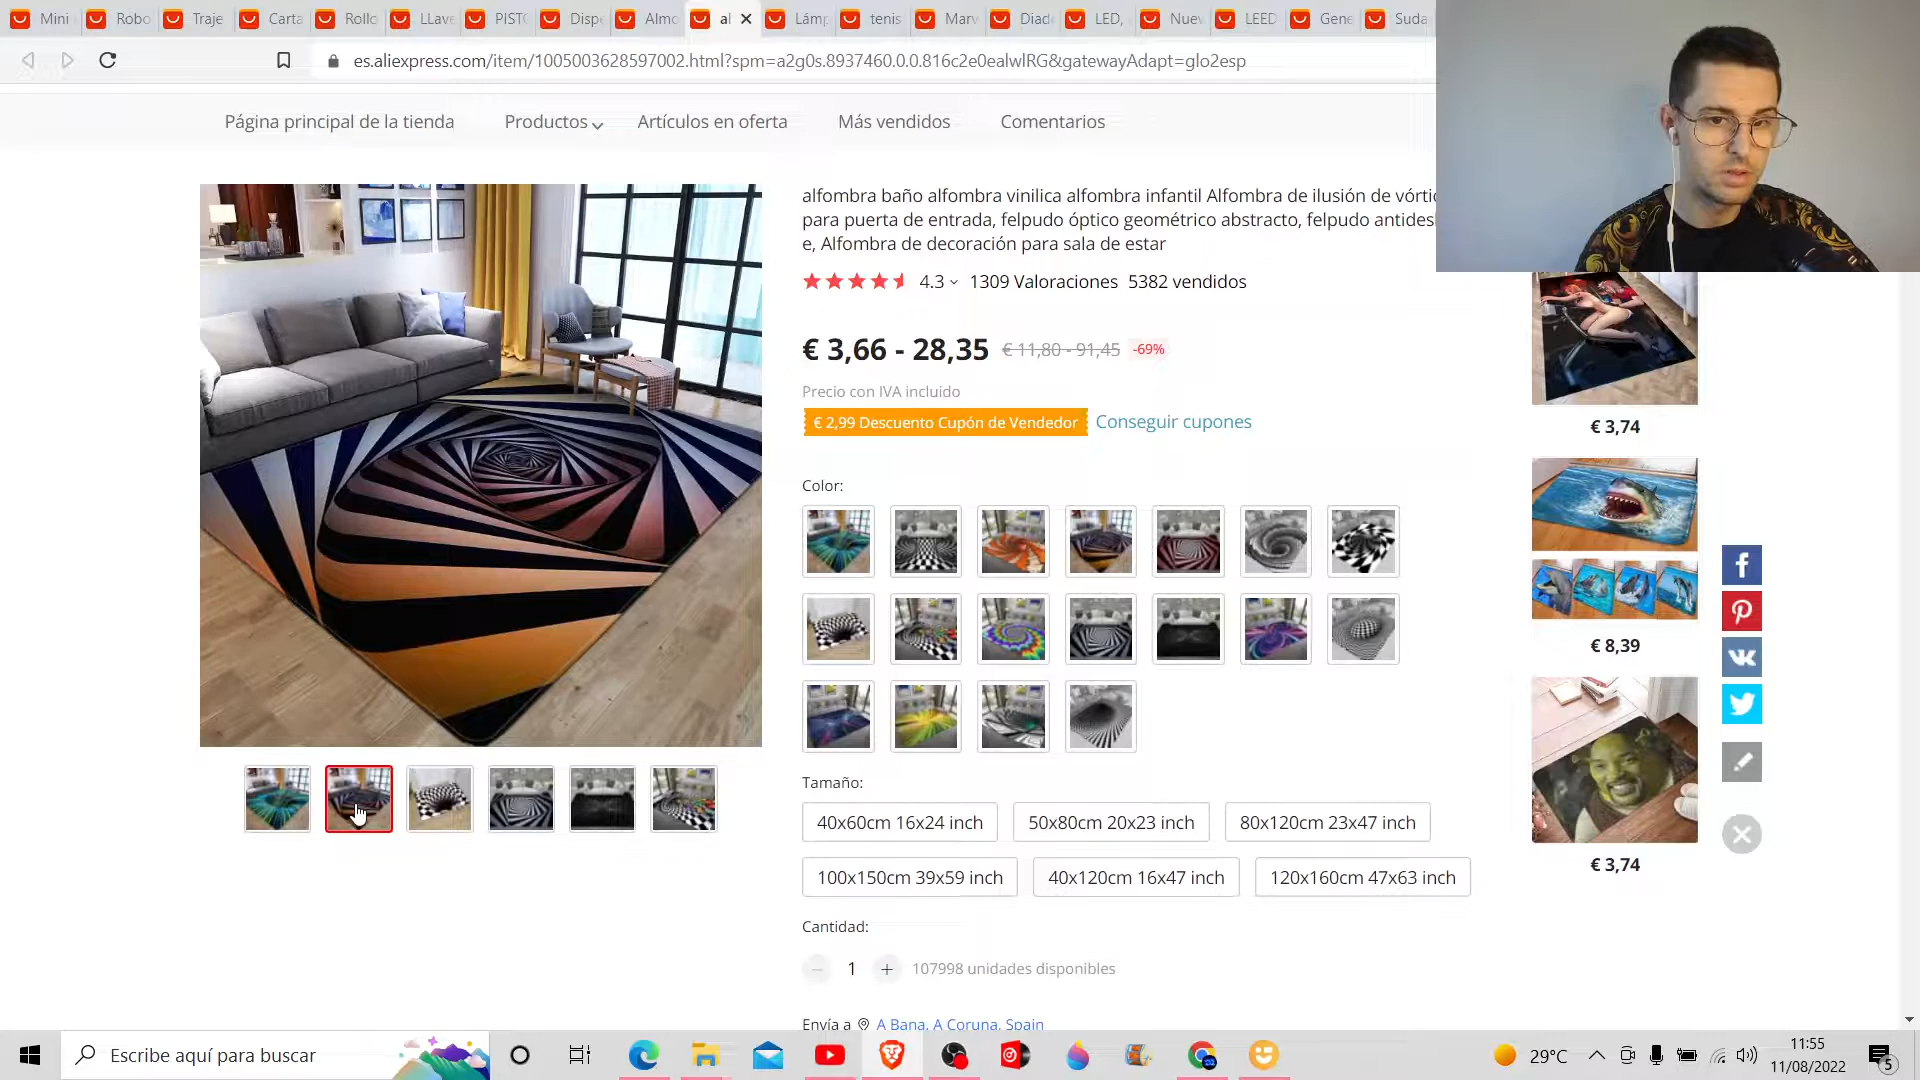 Mini
Robo
Traje
Carta
Rollo
LLave
PIST
Dispe
Almo
al
Lámp
tenis
Marv
Diad
LED,
Nuev
LEED
Gene
Suda
es.aliexpress.com/item/1005003628597002.html?spm=a2g0s.8937460.0.0.816c2e0ealwlRG&gatewayAdapt=glo2esp
Página principal de la tienda
Productos
Artículos en oferta
Más vendidos
Comentarios
alfombra baño alfombra vinilica alfombra infantil Alfombra de ilusión de vórti
para puerta de entrada, felpudo óptico geométrico abstracto, felpudo antides
e, Alfombra de decoración para sala de estar
4.3 1309 Valoraciones 5382 vendidos
€ 3,66 - 28,35 € 11,80 - 91,45 -69%
Precio con IVA incluido
€ 2,99 Descuento Cupón de Vendedor Conseguir cupones
Color:
Tamaño:
40x60cm 16x24 inch
50x80cm 20x23 inch
80x120cm 23x47 inch
100x150cm 39x59 inch
40x120cm 16x47 inch
120x160cm 47x63 inch
Cantidad:
1
107998 unidades disponibles
Envía a A Bana, A Coruna, Spain
€ 3,74
€ 8,39
€ 3,74
Escribe aquí para buscar
29°C
11:55
11/08/2022
5